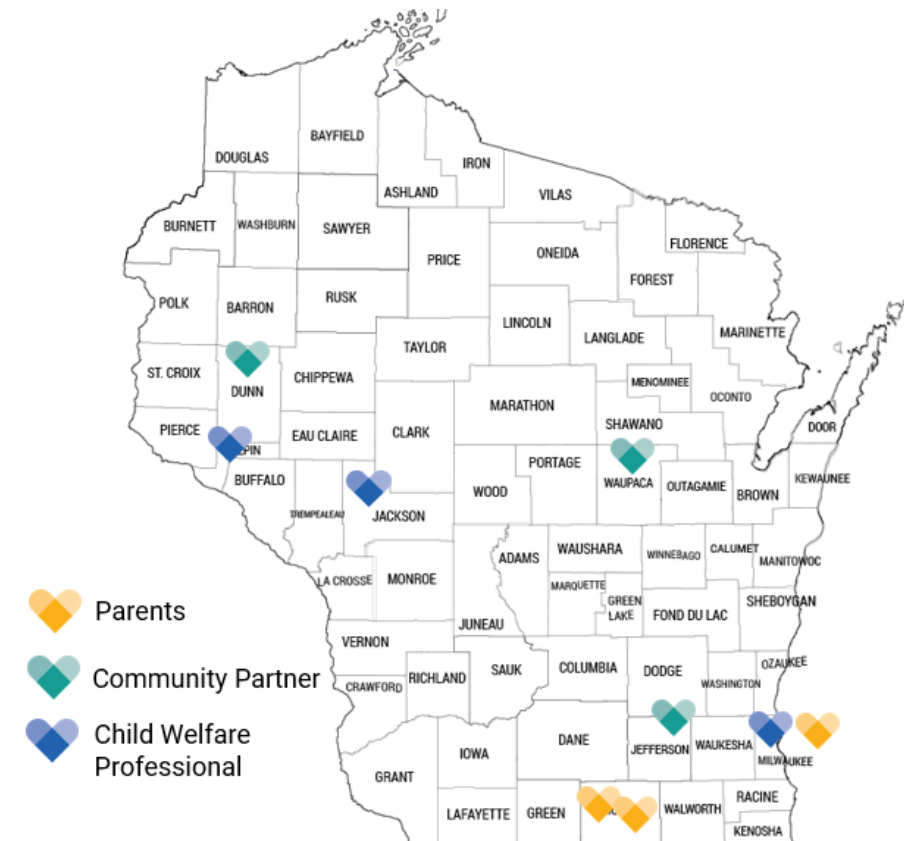 BAYFIELD
DOUGLAS
IRON
ASHLAND
VILAS
BURNETT
WASHBURN
SAWYER
FLORENCE
ONEIDA
PRICE
FOREST
POLK
BARRON
RUSK
LINCOLN
MARINETTE
LANGLADE
TAYLOR
ST. CROIX
CHIPPEWA
MENOMINEE
DUNN
OCONTO
MARATHON
SHAWANO
DOOR
PIERCE
EAU CLAIRE
CLARK
PORTAGE
BUFFALO
WOOD
WAUPACA
OUTAGAMIE
BROWN
KEWAUNEE
TREMPEALEAU
JACKSON
ADAMS
WAUSHARA
WINNEBAGO
CALUMET
MANITOWOC
LA CROSSE
MONROE
MARQUETTE
GREEN
LAKE
FOND DU LAC
SHEBOYGAN
JUNEAU
VERNON
RICHLAND
SAUK
COLUMBIA
DODGE
OZAUKEE
WASHINGTON
CRAWFORD
DANE
JEFFERSON
WAUKESHA
MILWAUKEE
IOWA
GRANT
LAFAYETTE
GREEN
WALWORTH
RACINE
KENOSHA
Parents
Community Partner
Child Welfare
Professional